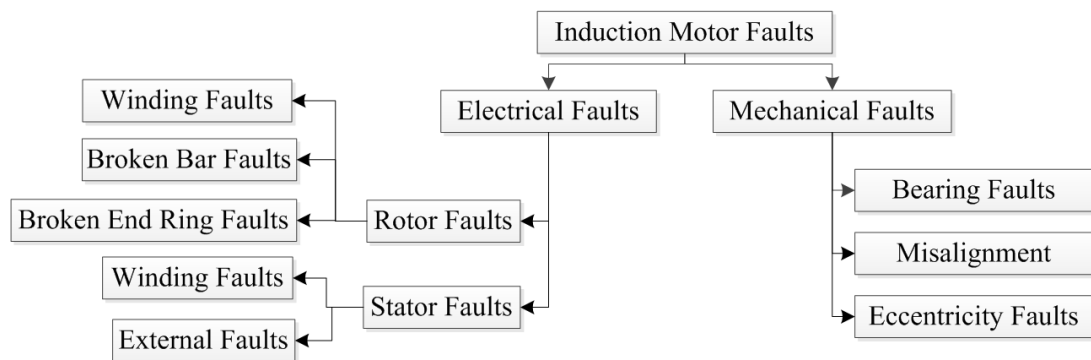 Induction Motor Faults
Winding Faults
Electrical Faults
Mechanical Faults
Broken Bar Faults
Bearing Faults
Broken End Ring Faults
Rotor Faults
Misalignment
Winding Faults
Stator Faults
Eccentricity Faults
External Faults